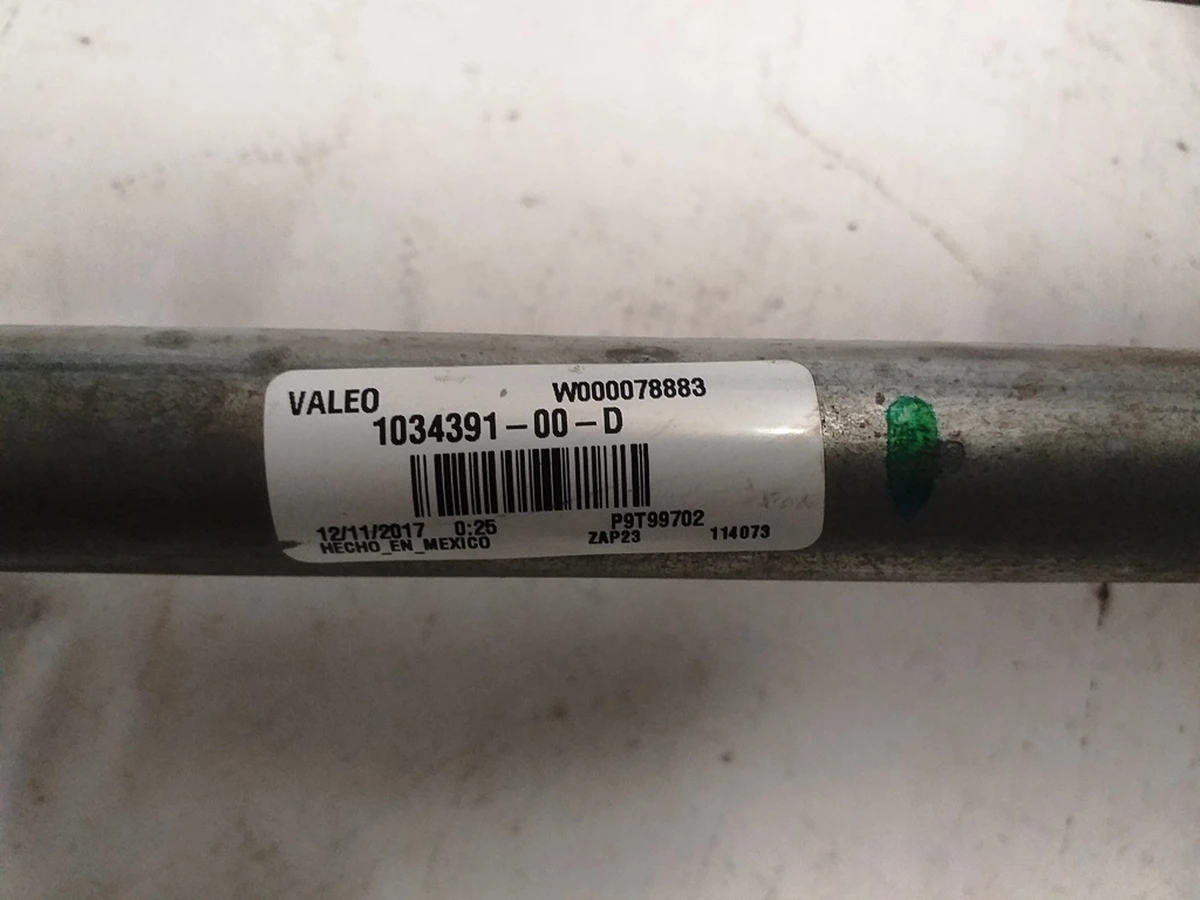 VALEO W000078883
1034391-00-D
12/11/2017 0:25 P9T99702
HECHO_EN_MEXICO ZAP23 114073